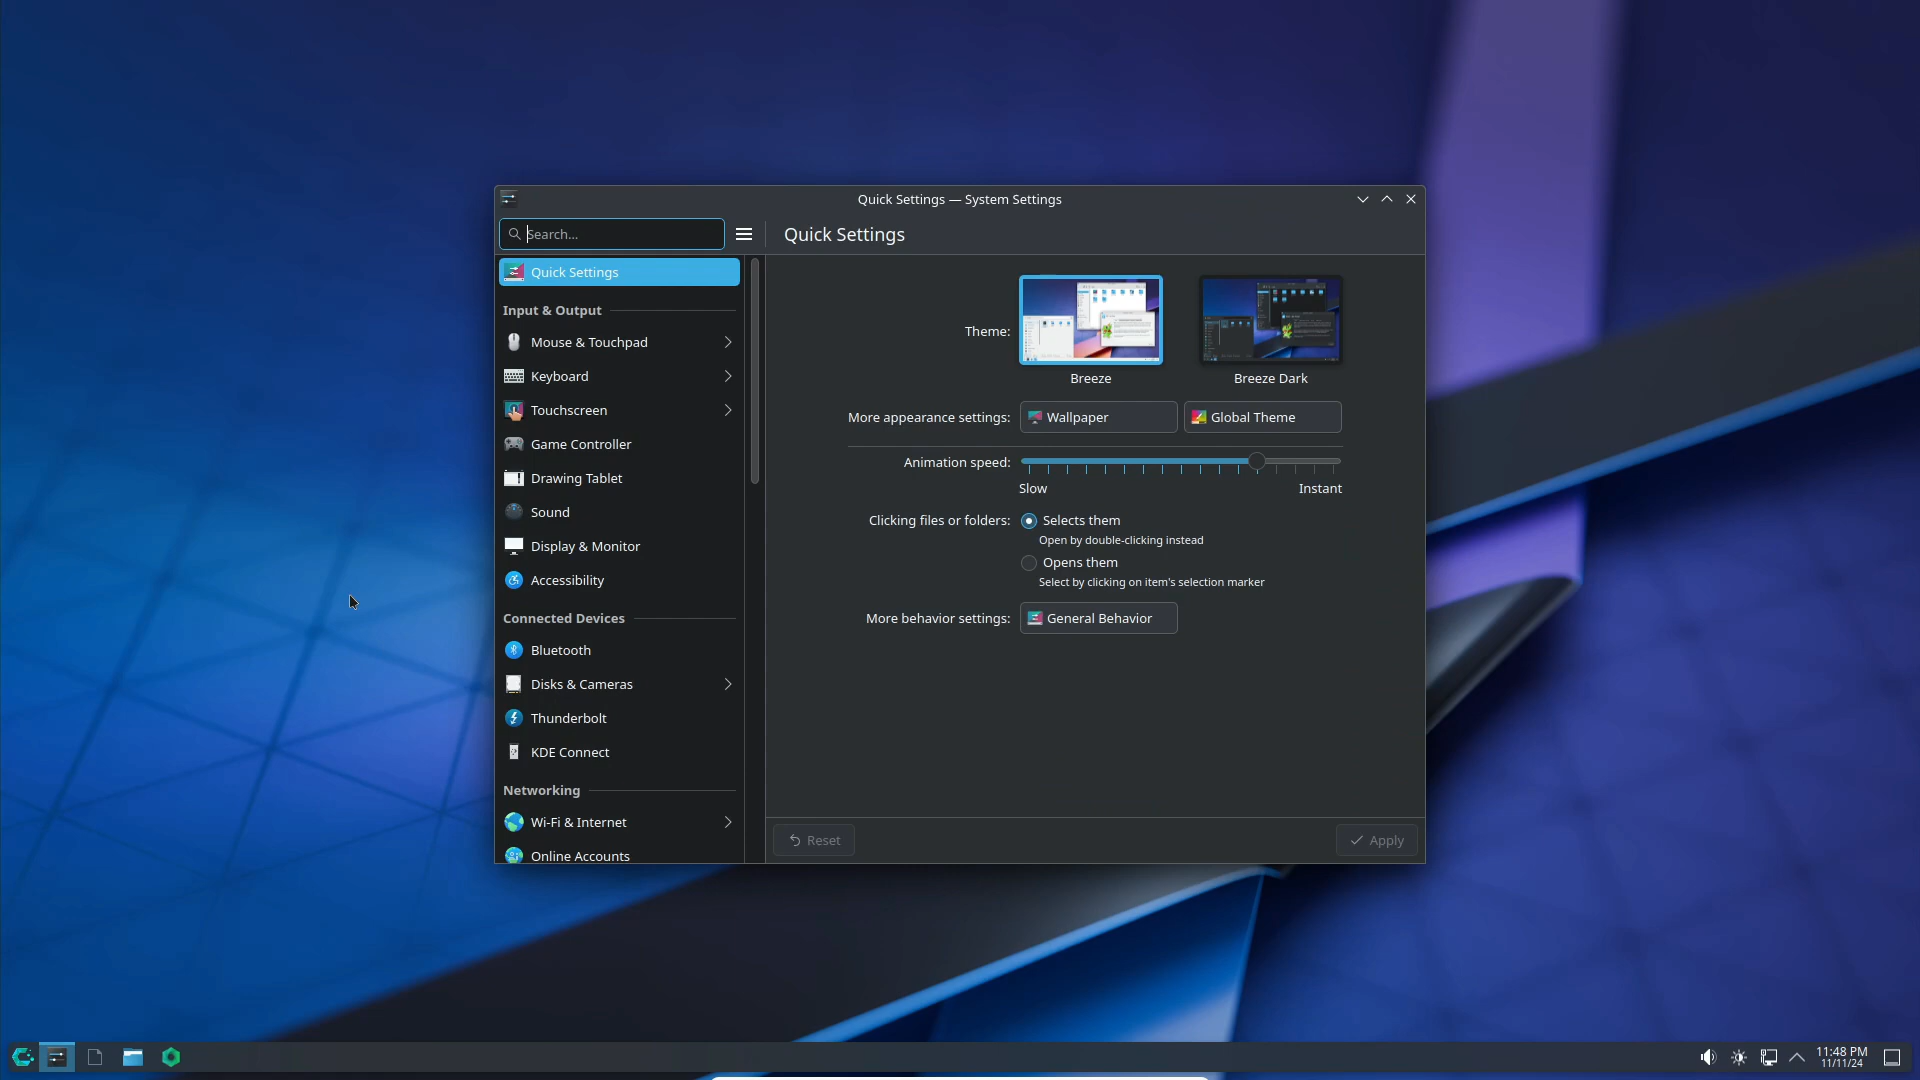 Quick Settings — System Settings
Search...
Quick Settings
Quick Settings
Input & Output
Mouse & Touchpad
Keyboard
Touchscreen
Game Controller
Drawing Tablet
Sound
Display & Monitor
Accessibility
Connected Devices
Bluetooth
Disks & Cameras
Thunderbolt
KDE Connect
Networking
Wi-Fi & Internet
Online Accounts
Theme:
Breeze
Breeze Dark
More appearance settings:
Wallpaper
Global Theme
Animation speed:
Slow
Instant
Clicking files or folders:
Selects them
Open by double-clicking instead
Opens them
Select by clicking on item's selection marker
More behavior settings:
General Behavior
Reset
Apply
11:48 PM
11/11/24